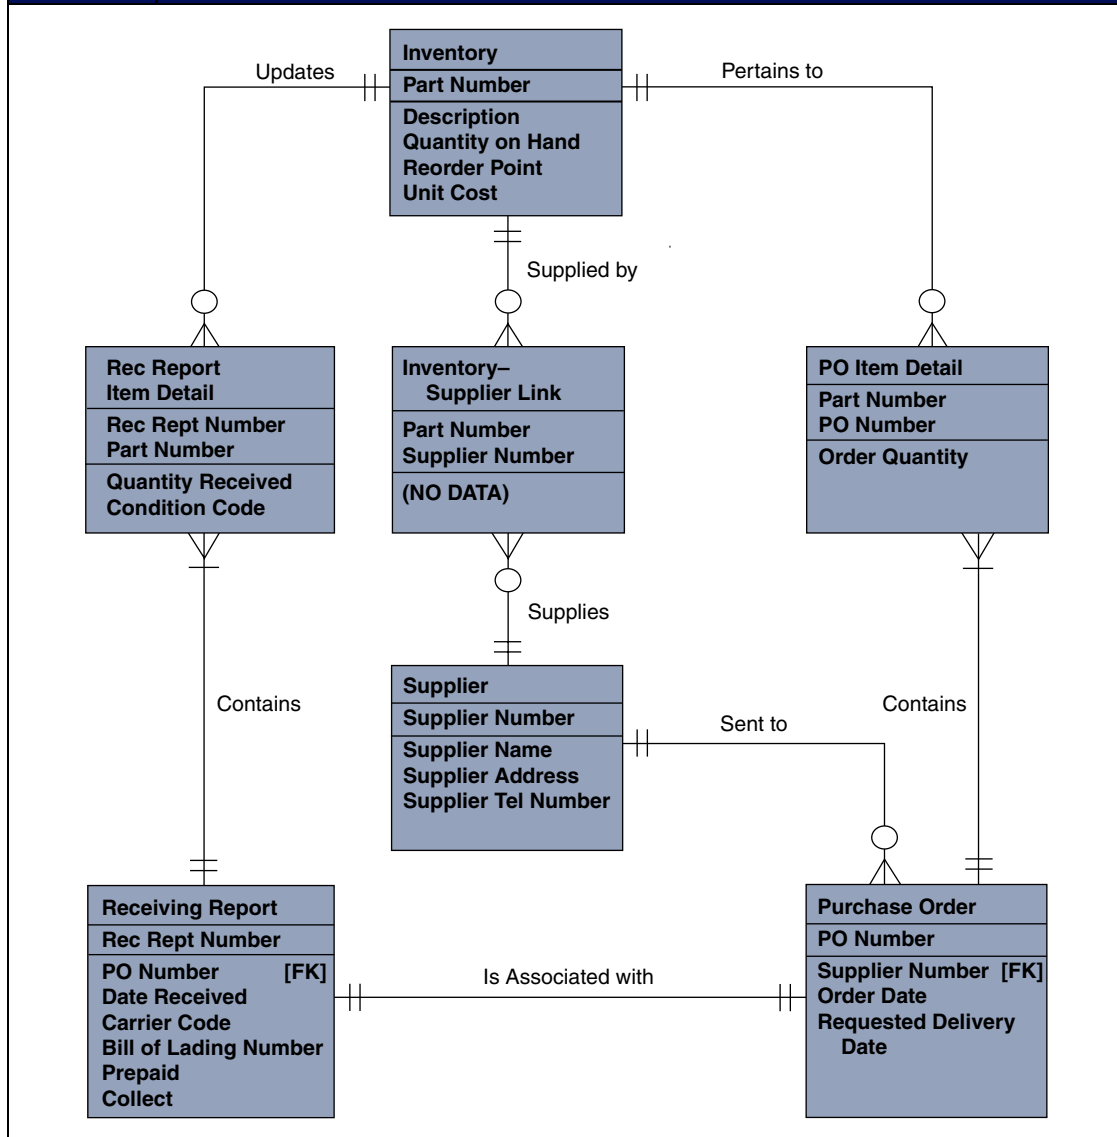 Inventory
Part Number
Description
Quantity on Hand
Reorder Point
Unit Cost
Updates
Pertains to
Supplied by
Rec Report
Item Detail
Rec Rept Number
Part Number
Quantity Received
Condition Code
Inventory–
Supplier Link
Part Number
Supplier Number
(NO DATA)
PO Item Detail
Part Number
PO Number
Order Quantity
Supplies
Contains
Supplier
Supplier Number
Supplier Name
Supplier Address
Supplier Tel Number
Sent to
Contains
Receiving Report
Rec Rept Number
PO Number [FK]
Date Received
Carrier Code
Bill of Lading Number
Prepaid
Collect
Is Associated with
Purchase Order
PO Number
Supplier Number [FK]
Order Date
Requested Delivery
Date